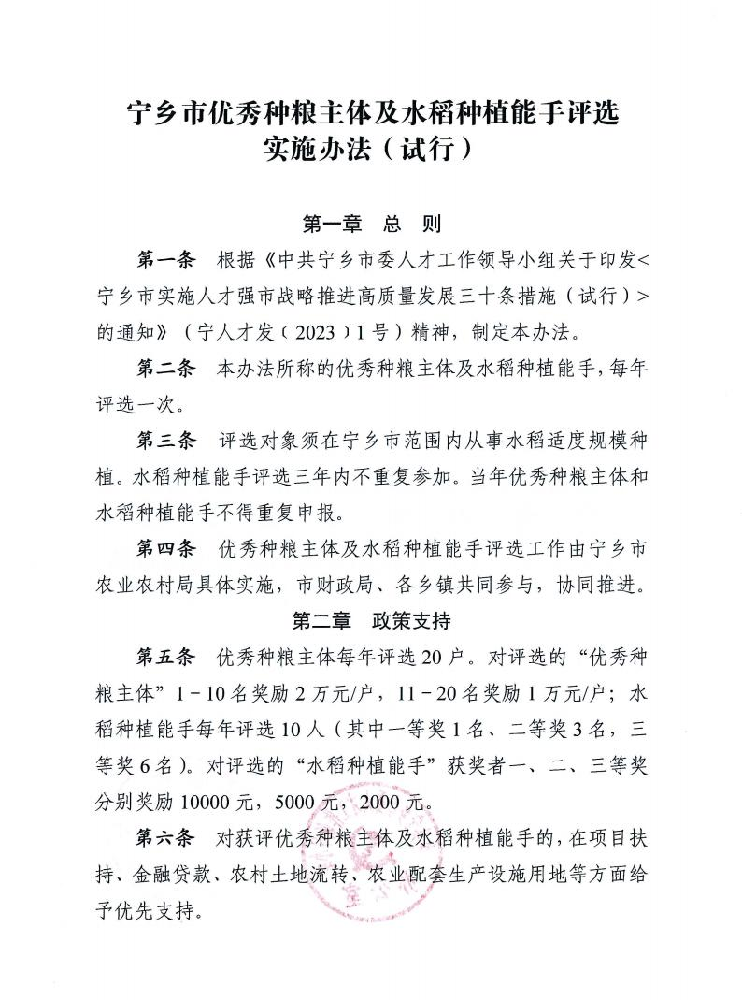 宁乡市优秀种粮主体及水稻种植能手评选
实施办法（试行）
第一章 总 则
第一条 根据《中共宁乡市委人才工作领导小组关于印发<
宁乡市实施人才强市战略推进高质量发展三十条措施（试行）>
的通知》（宁人才发﹝2023﹞1号）精神，制定本办法。
第二条 本办法所称的优秀种粮主体及水稻种植能手，每年
评选一次。
第三条 评选对象须在宁乡市范围内从事水稻适度规模种
植。水稻种植能手评选三年内不重复参加。当年优秀种粮主体和
水稻种植能手不得重复申报。
第四条 优秀种粮主体及水稻种植能手评选工作由宁乡市
农业农村局具体实施，市财政局、各乡镇共同参与，协同推进。
第二章 政策支持
第五条 优秀种粮主体每年评选20户。对评选的“优秀种
粮主体”1-10名奖励2万元/户，11-20名奖励1万元/户；水
稻种植能手每年评选10人（其中一等奖1名、二等奖3名，三
等奖6名）。对评选的“水稻种植能手”获奖者一、二、三等奖
分别奖励10000元，5000元，2000元。
第六条 对获评优秀种粮主体及水稻种植能手的，在项目扶
持、金融贷款、农村土地流转、农业配套生产设施用地等方面给
予优先支持。